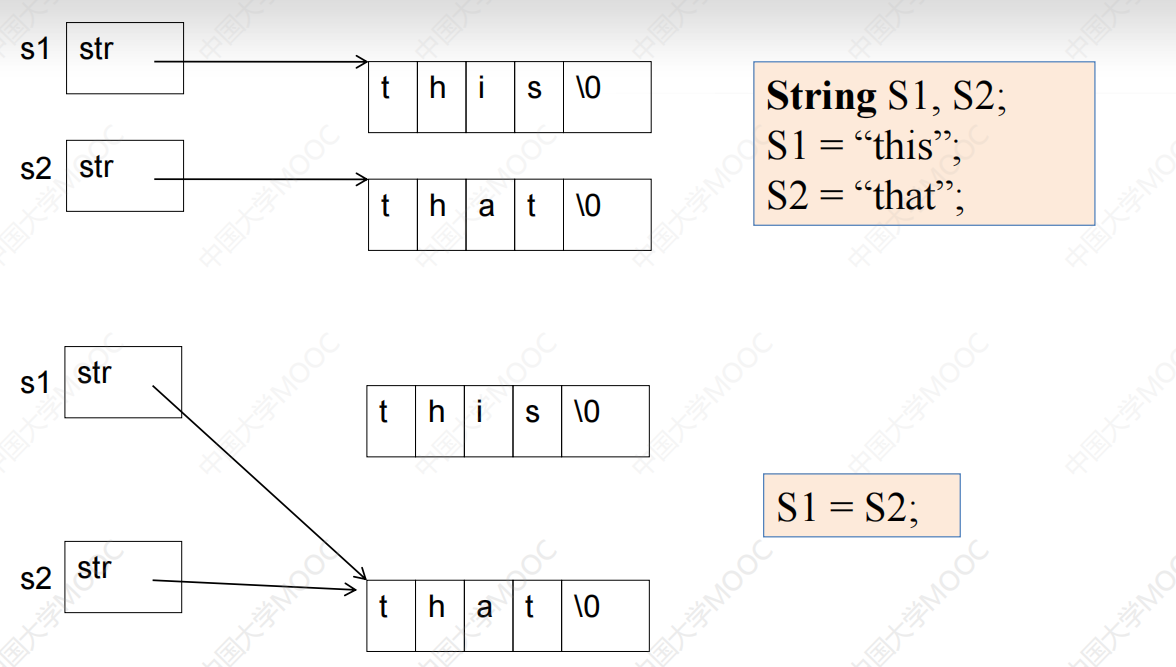 s1 str
t h i s \0
String S1, S2;
S1 = “this”;
S2 = “that”;
s2 str
t h a t \0
s1 str
t h i s \0
S1 = S2;
s2 str
t h a t \0
中国大学MOOC